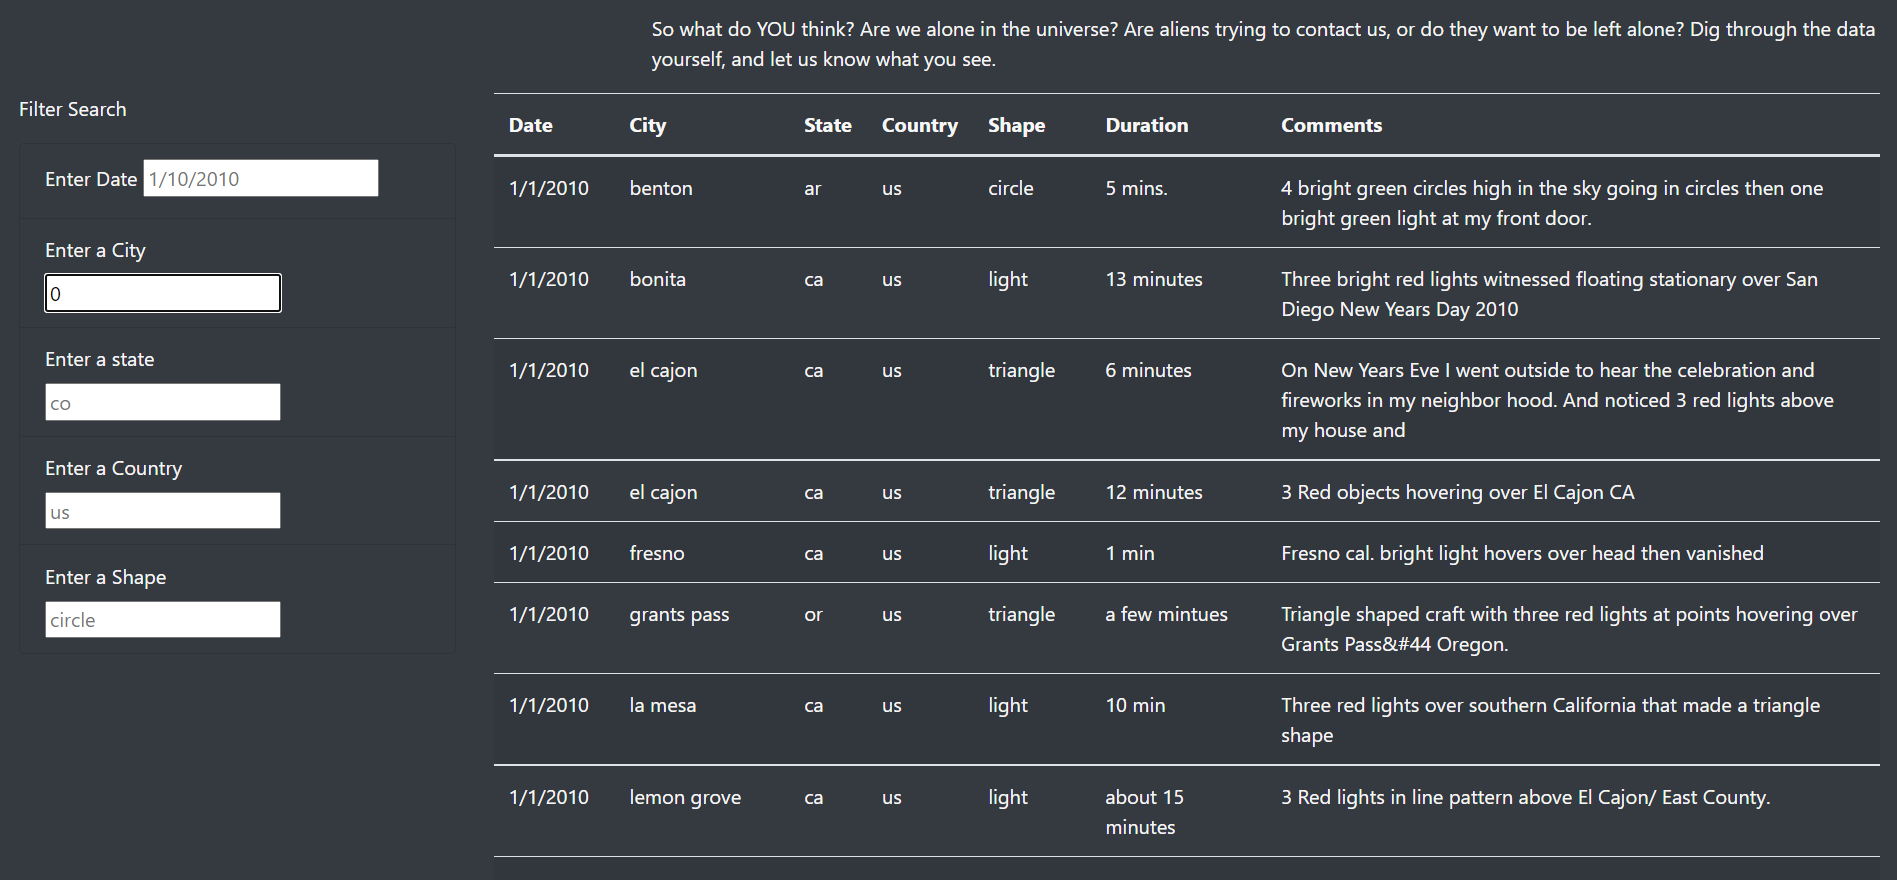 So what do YOU think? Are we alone in the universe? Are aliens trying to contact us, or do they want to be left alone? Dig through the data
yourself, and let us know what you see.
Filter Search
Enter Date 1/10/2010
Enter a City
0
Enter a state
co
Enter a Country
us
Enter a Shape
circle
Date City State Country Shape Duration Comments
1/1/2010 benton ar us circle 5 mins. 4 bright green circles high in the sky going in circles then one
bright green light at my front door.
1/1/2010 bonita ca us light 13 minutes Three bright red lights witnessed floating stationary over San
Diego New Years Day 2010
1/1/2010 el cajon ca us triangle 6 minutes On New Years Eve I went outside to hear the celebration and
fireworks in my neighbor hood. And noticed 3 red lights above
my house and
1/1/2010 el cajon ca us triangle 12 minutes 3 Red objects hovering over El Cajon CA
1/1/2010 fresno ca us light 1 min Fresno cal. bright light hovers over head then vanished
1/1/2010 grants pass or us triangle a few mintues Triangle shaped craft with three red lights at points hovering over
Grants Pass&#44 Oregon.
1/1/2010 la mesa ca us light 10 min Three red lights over southern California that made a triangle
shape
1/1/2010 lemon grove ca us light about 15 3 Red lights in line pattern above El Cajon/ East County.
minutes